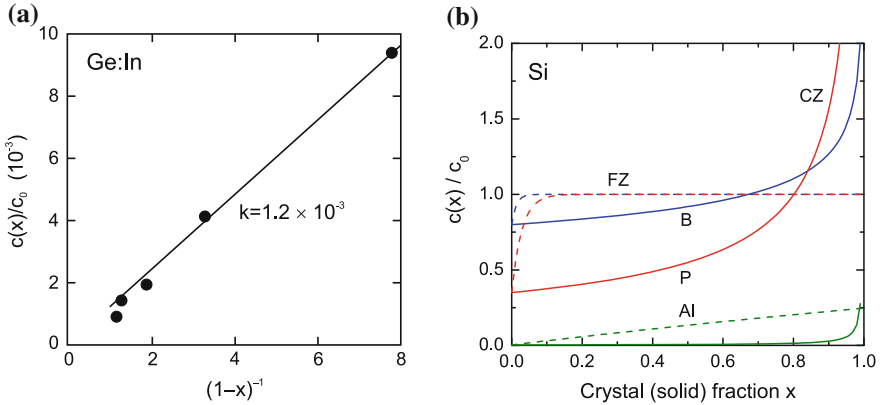 (a)
Ge:In
c(x)/c₀ (10⁻³)
10
8
6
4
2
0
k=1.2 × 10⁻³
0 2 4 6 8
(1–x)⁻¹
(b)
Si
c(x) / c₀
2.0
1.5
1.0
0.5
0.0
CZ
FZ
B
P
Al
0.0 0.2 0.4 0.6 0.8 1.0
Crystal (solid) fraction x